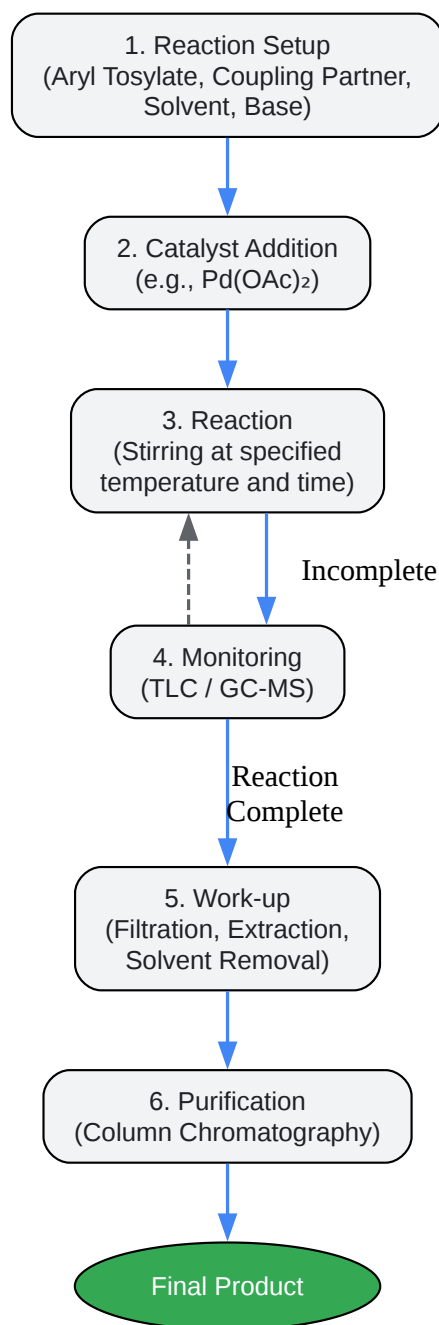 1. Reaction Setup
(Aryl Tosylate, Coupling Partner,
Solvent, Base)
2. Catalyst Addition
(e.g., Pd(OAc)₂)
3. Reaction
(Stirring at specified
temperature and time)
Incomplete
4. Monitoring
(TLC / GC-MS)
Reaction
Complete
5. Work-up
(Filtration, Extraction,
Solvent Removal)
6. Purification
(Column Chromatography)
Final Product